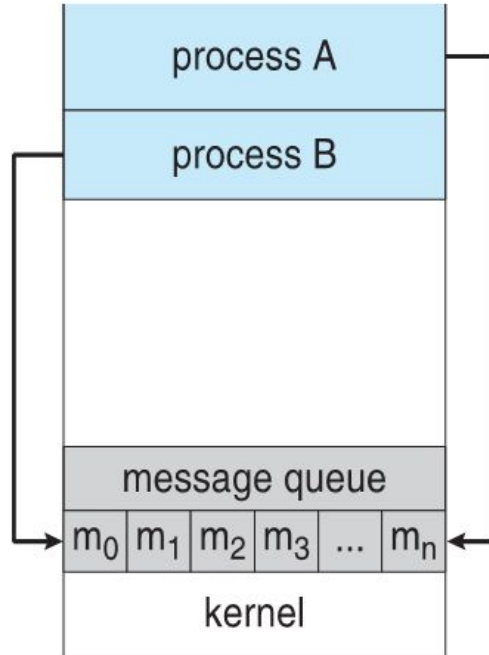 process A
process B
message queue
m₀ m₁ m₂ m₃ ... mₙ
kernel